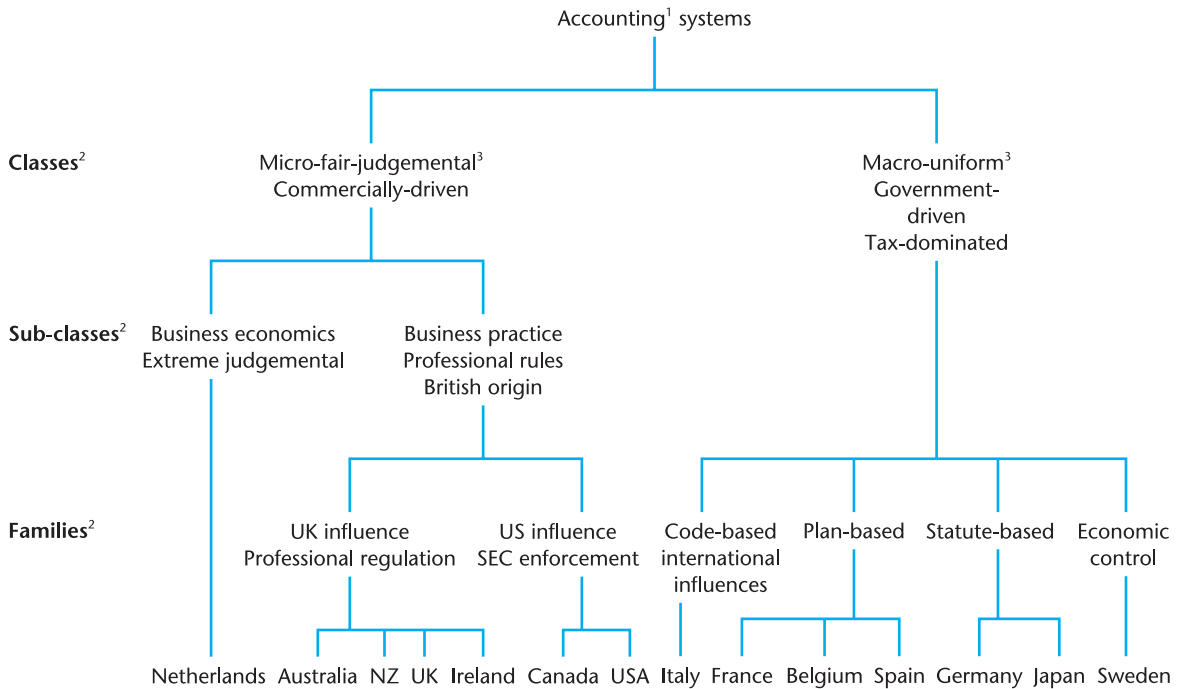 Accounting¹ systems
Classes²
Micro-fair-judgemental³
Commercially-driven
Macro-uniform³
Government-
driven
Tax-dominated
Sub-classes²
Business economics
Extreme judgemental
Business practice
Professional rules
British origin
Families²
UK influence
Professional regulation
US influence
SEC enforcement
Code-based
international
influences
Plan-based
Statute-based
Economic
control
Netherlands Australia NZ UK Ireland Canada USA Italy France Belgium Spain Germany Japan Sweden